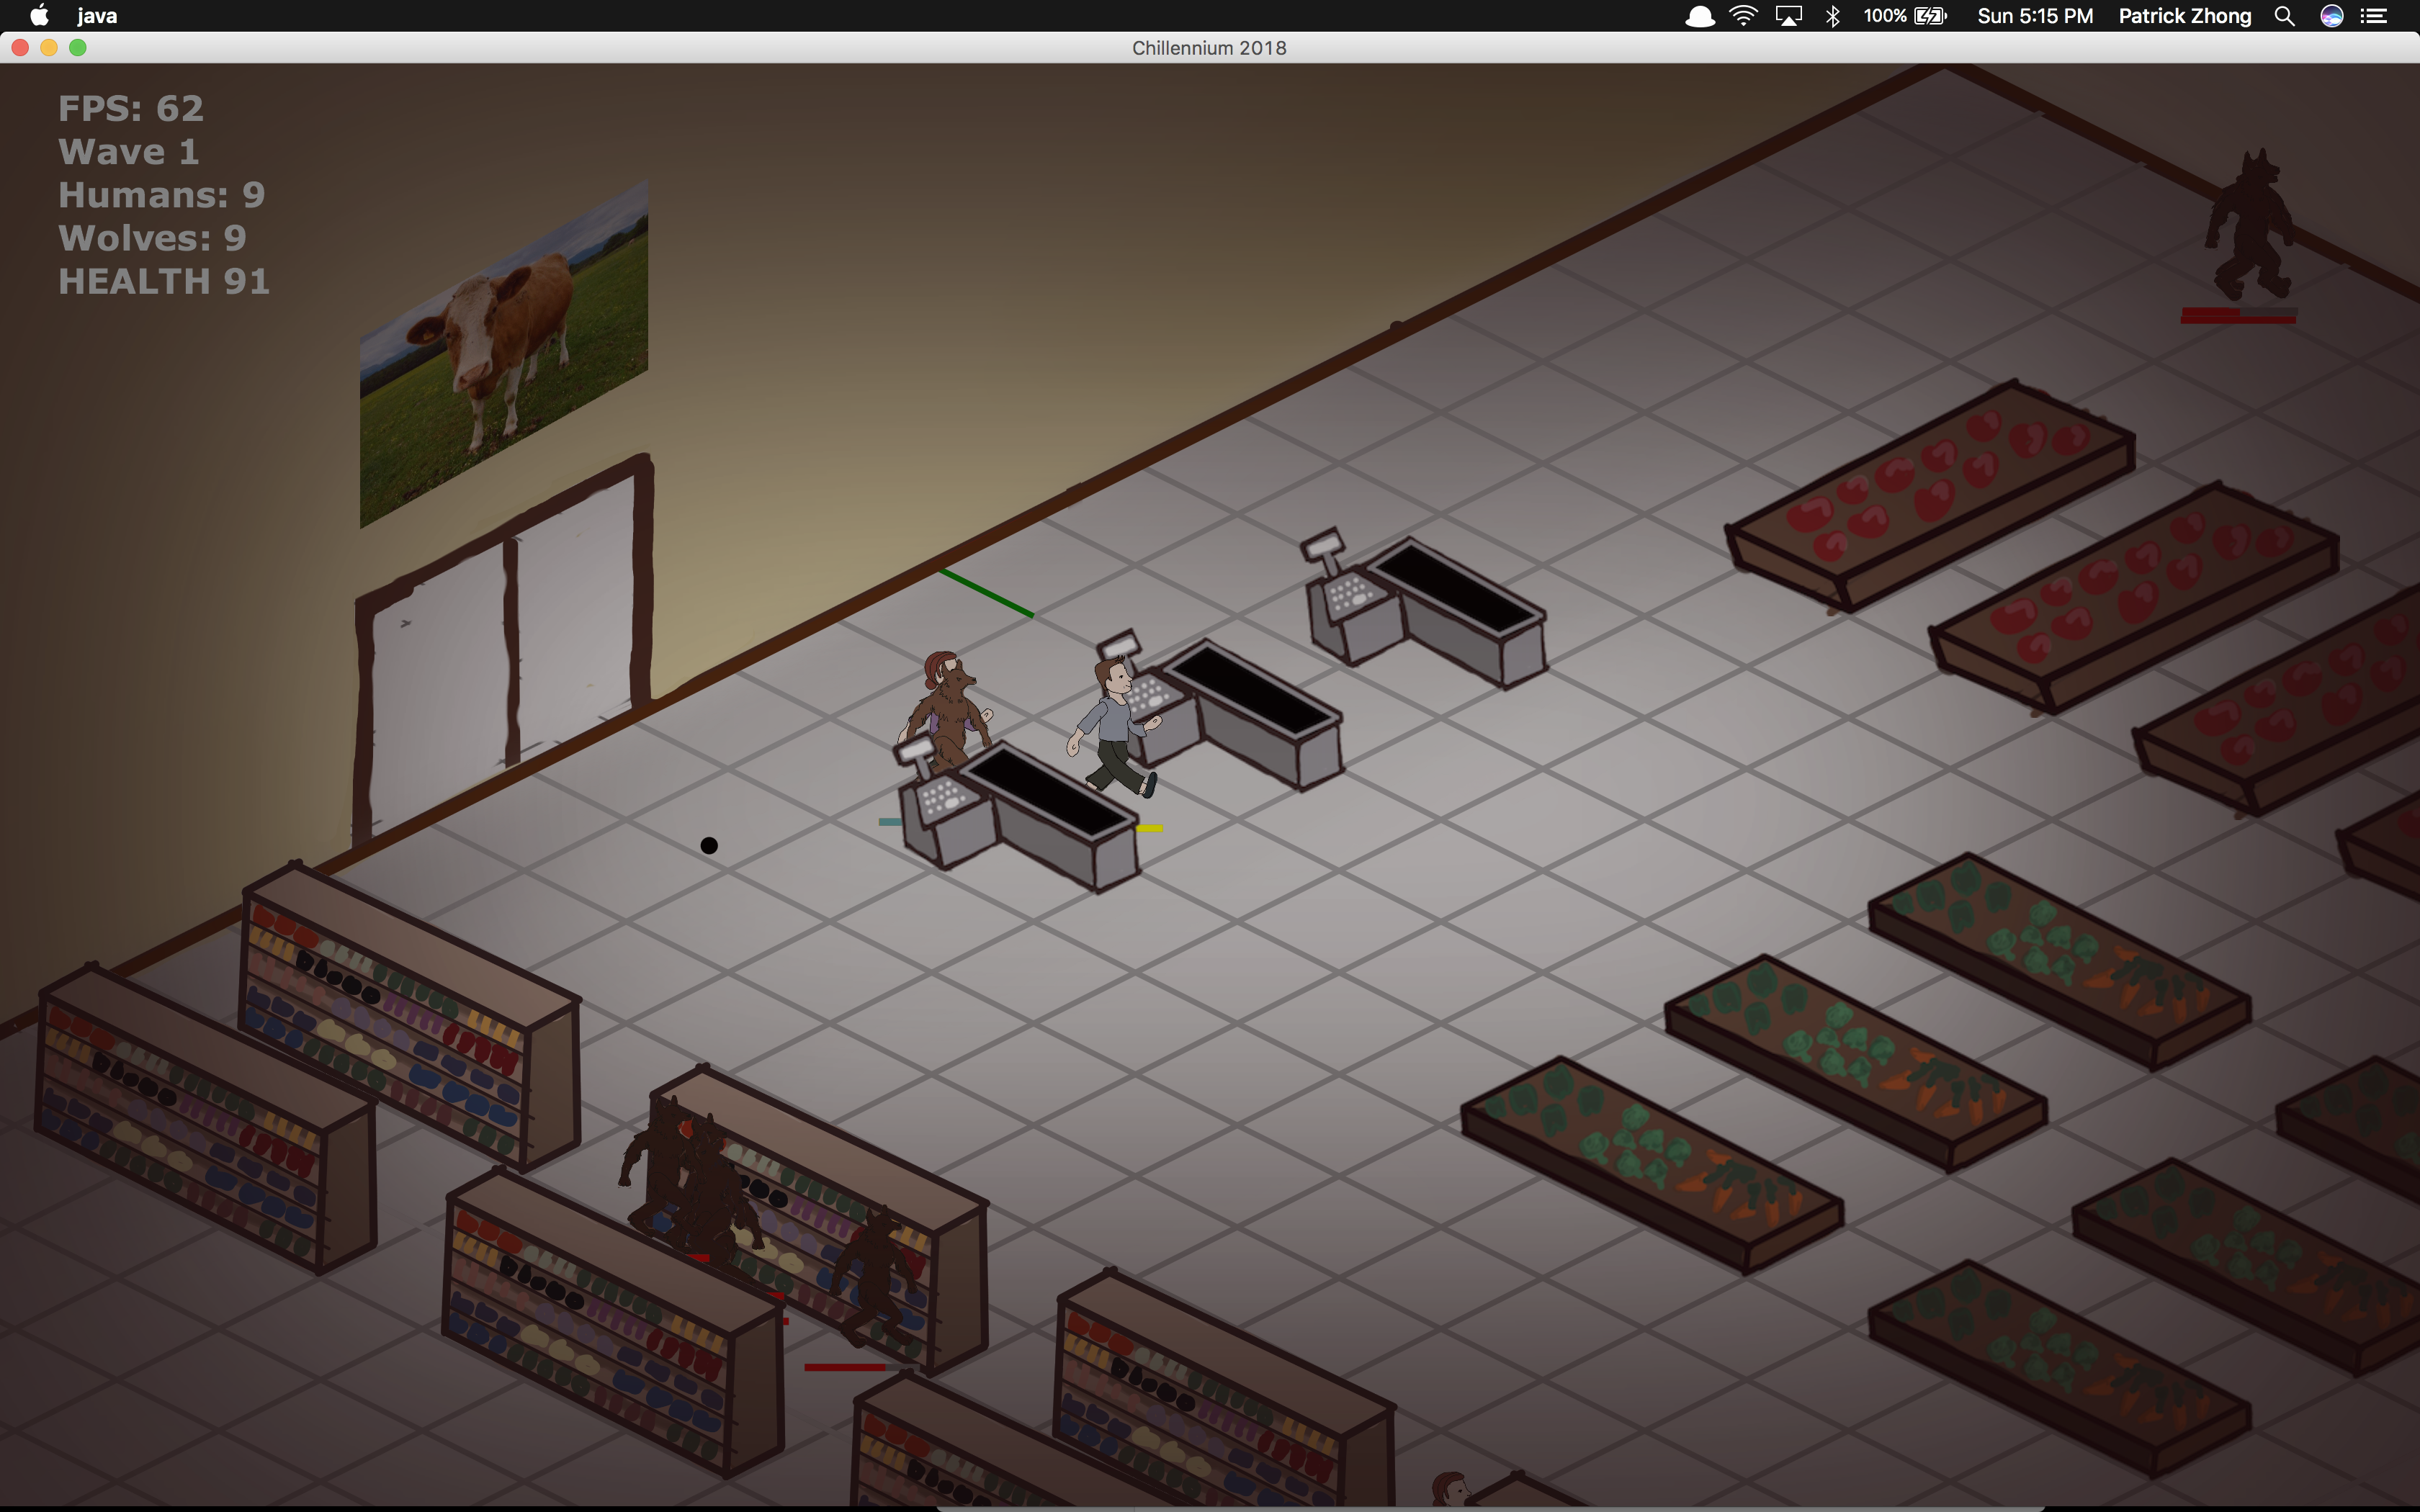 java
100%
Sun 5:15 PM
Patrick Zhong
Chillennium 2018
FPS: 62
Wave 1
Humans: 9
Wolves: 9
HEALTH 91